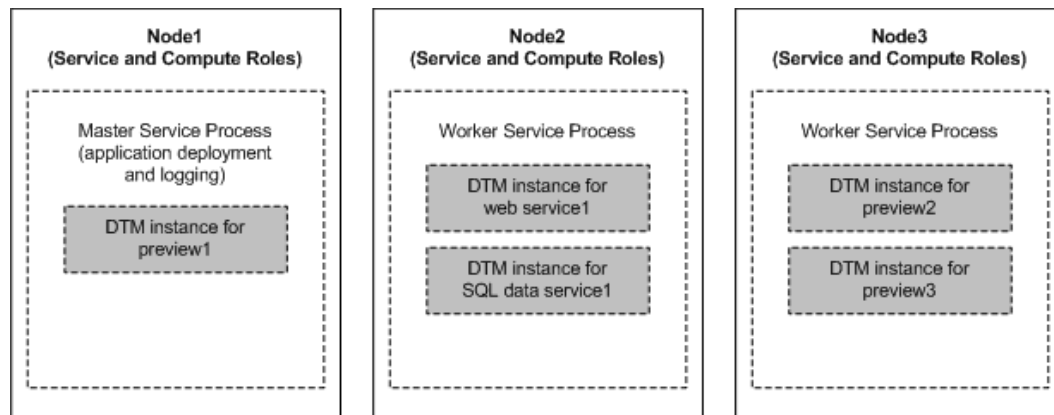 Node1
(Service and Compute Roles)
Master Service Process
(application deployment
and logging)
DTM instance for
preview1
Node2
(Service and Compute Roles)
Worker Service Process
DTM instance for
web service1
DTM instance for
SQL data service1
Node3
(Service and Compute Roles)
Worker Service Process
DTM instance for
preview2
DTM instance for
preview3